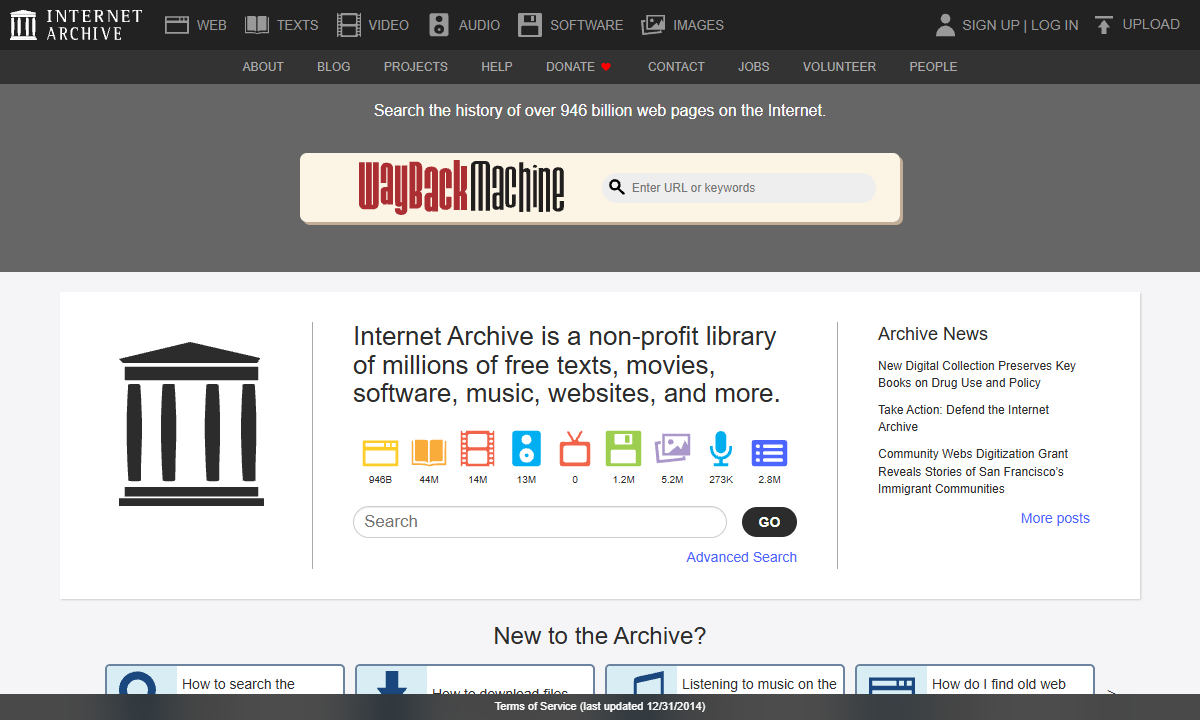 INTERNET
ARCHIVE
WEB TEXTS VIDEO AUDIO SOFTWARE IMAGES SIGN UP | LOG IN UPLOAD
ABOUT BLOG PROJECTS HELP DONATE CONTACT JOBS VOLUNTEER PEOPLE
Search the history of over 946 billion web pages on the Internet.
WayBackMachine
Enter URL or keywords
Internet Archive is a non-profit library
of millions of free texts, movies,
software, music, websites, and more.
946B 44M 14M 13M 0 1.2M 5.2M 273K 2.8M
Search GO
Advanced Search
Archive News
New Digital Collection Preserves Key
Books on Drug Use and Policy
Take Action: Defend the Internet
Archive
Community Webs Digitization Grant
Reveals Stories of San Francisco's
Immigrant Communities
More posts
New to the Archive?
How to search the
How to download files
Listening to music on the
How do I find old web
>
Terms of Service (last updated 12/31/2014)